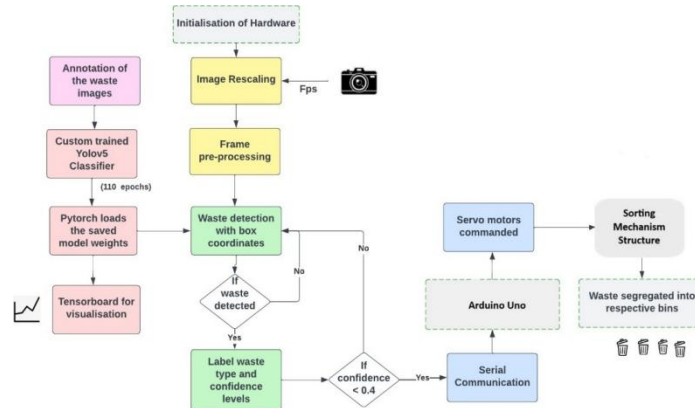 Initialisation of Hardware
Annotation of
the waste
images
Image Rescaling
Fps
Custom trained
Yolov5
Classifier
Frame
pre-processing
(110 epochs)
Pytorch loads
the saved
model weights
Waste detection
with box
coordinates
No
No
Servo motors
commanded
Sorting
Mechanism
Structure
Tensorboard for
visualisation
If
waste
detected
Yes
Arduino Uno
Waste segregated into
respective bins
Label waste
type and
confidence
levels
If
confidence
< 0.4
Yes
Serial
Communication